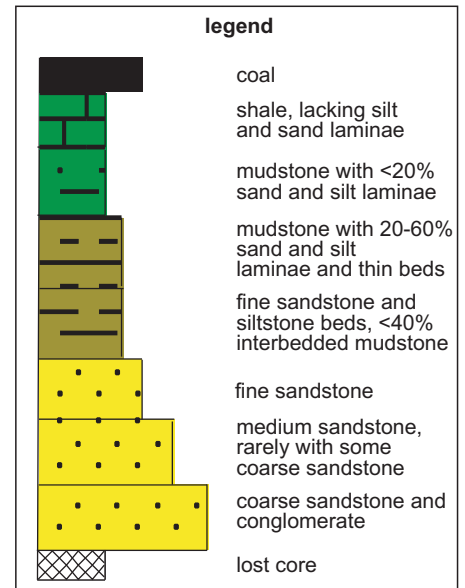 legend
coal
shale, lacking silt
and sand laminae
mudstone with <20%
sand and silt laminae
mudstone with 20-60%
sand and silt
laminae and thin beds
fine sandstone and
siltstone beds, <40%
interbedded mudstone
fine sandstone
medium sandstone,
rarely with some
coarse sandstone
coarse sandstone and
conglomerate
lost core